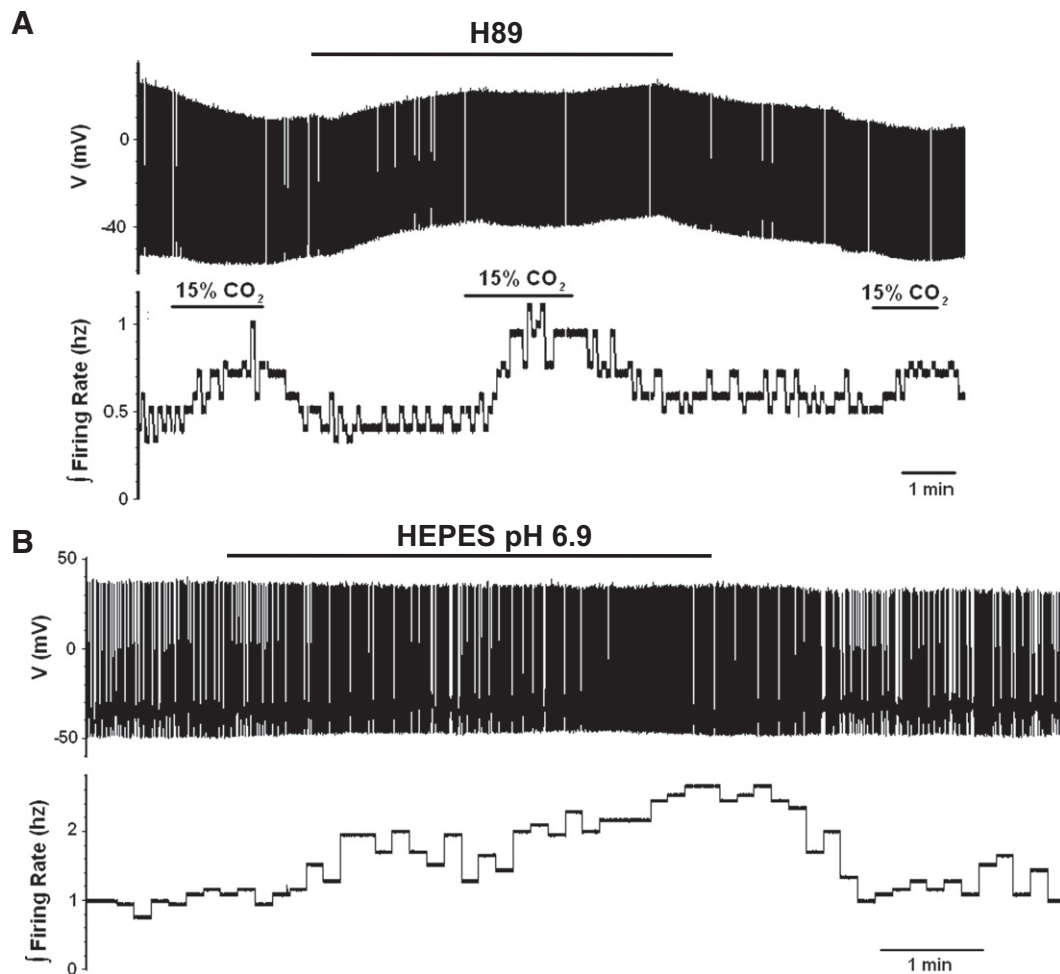 A
H89
V (mV)
0
-40
15% CO₂
15% CO₂
15% CO₂
∫ Firing Rate (hz)
1
0.5
0
1 min
B
HEPES pH 6.9
V (mV)
50
0
-50
∫ Firing Rate (hz)
2
1
0
1 min